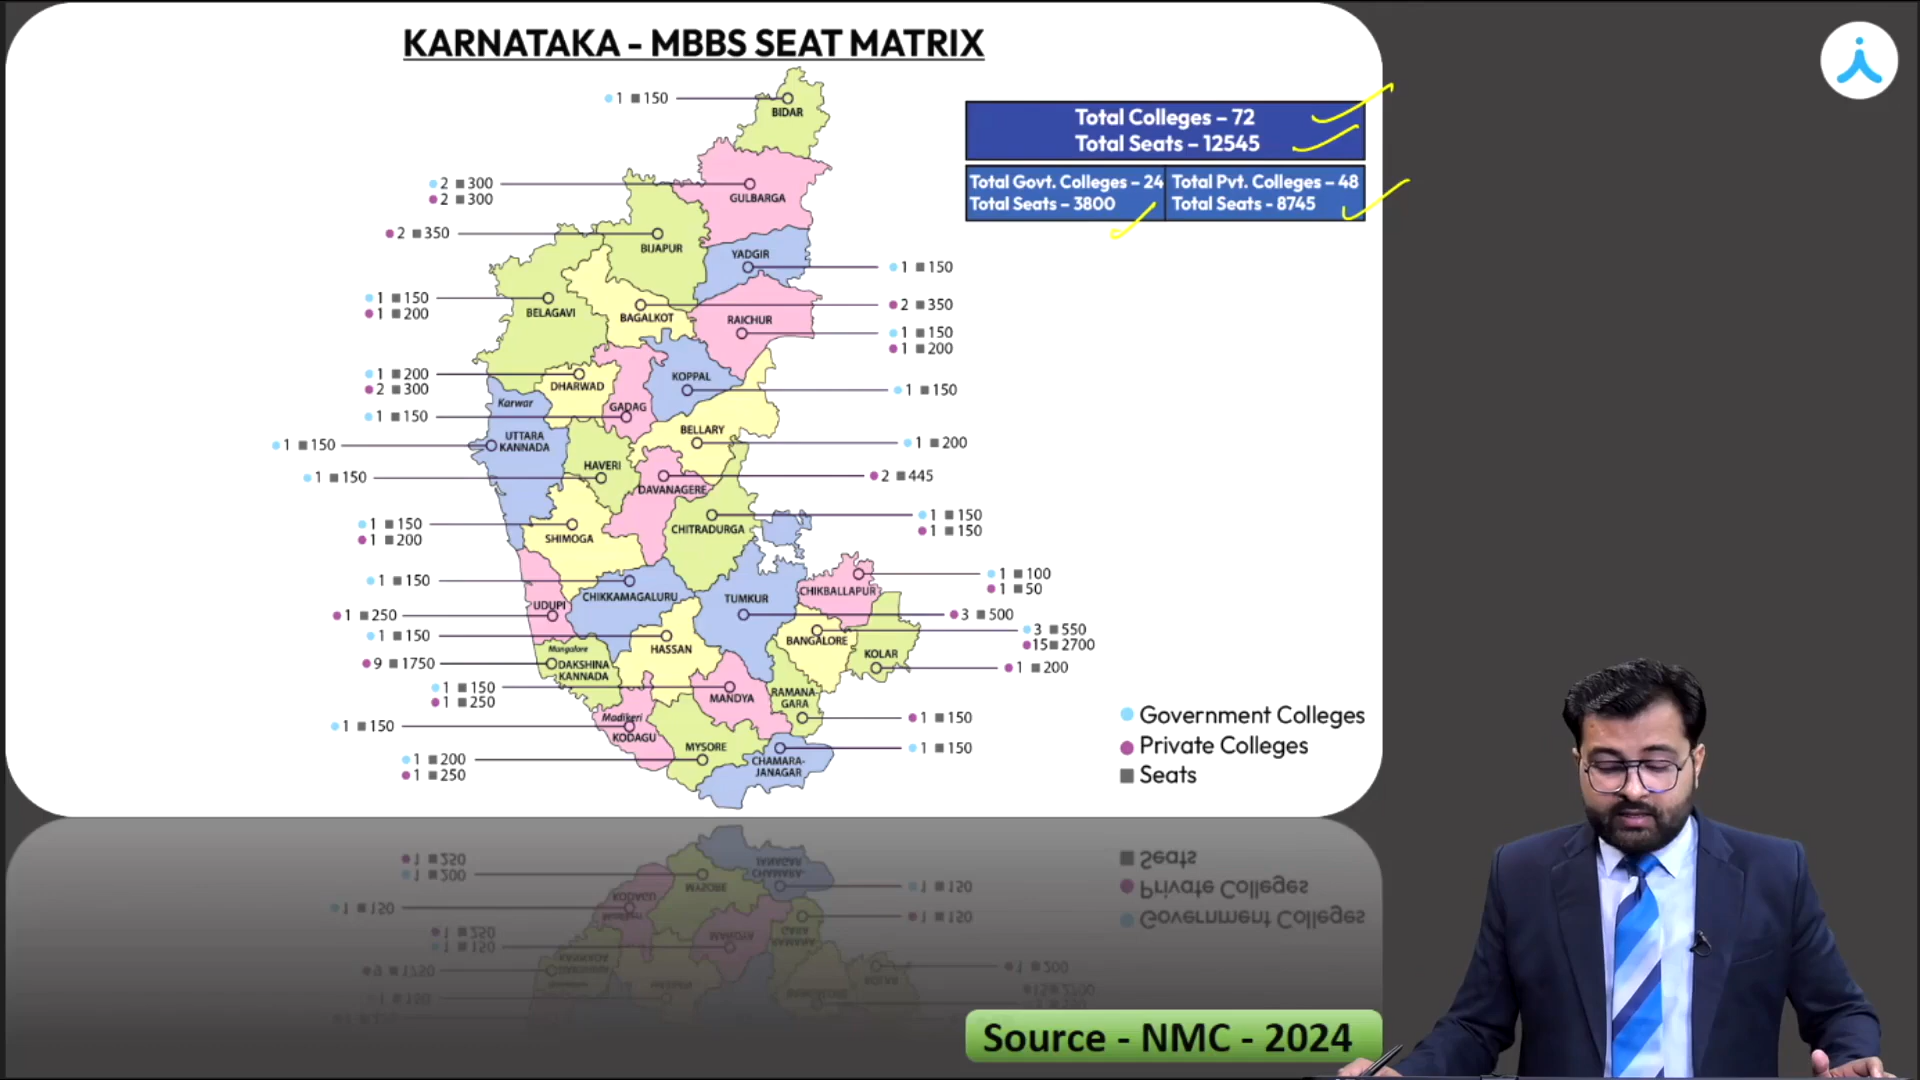 KARNATAKA - MBBS SEAT MATRIX
1 150
BIDAR
Total Colleges – 72
Total Seats – 12545
Total Govt. Colleges – 24
Total Seats – 3800
Total Pvt. Colleges – 48
Total Seats - 8745
2 300
2 300
GULBARGA
2 350
BIJAPUR
YADGIR
1 150
1 150
1 200
BELAGAVI
BAGALKOT
2 350
RAICHUR
1 150
1 200
1 200
2 300
DHARWAD
KOPPAL
1 150
Karwar
GADAG
1 150
BELLARY
1 200
1 150
UTTARA
KANNADA
1 150
HAVERI
DAVANAGERE
2 445
1 150
1 200
SHIMOGA
CHITRADURGA
1 150
1 150
1 150
CHIKKAMAGALURU
TUMKUR
CHIKBALLAPUR
1 100
1 50
1 250
UDUPI
3 500
1 150
HASSAN
BANGALORE
3 550
15 2700
9 1750
Mangalore
DAKSHINA
KANNADA
KOLAR
1 200
1 150
1 250
MANDYA
RAMANA
GARA
1 150
1 150
Madikeri
KODAGU
1 200
1 250
MYSORE
CHAMARA-
JANAGAR
1 150
Government Colleges
Private Colleges
Seats
Source - NMC - 2024